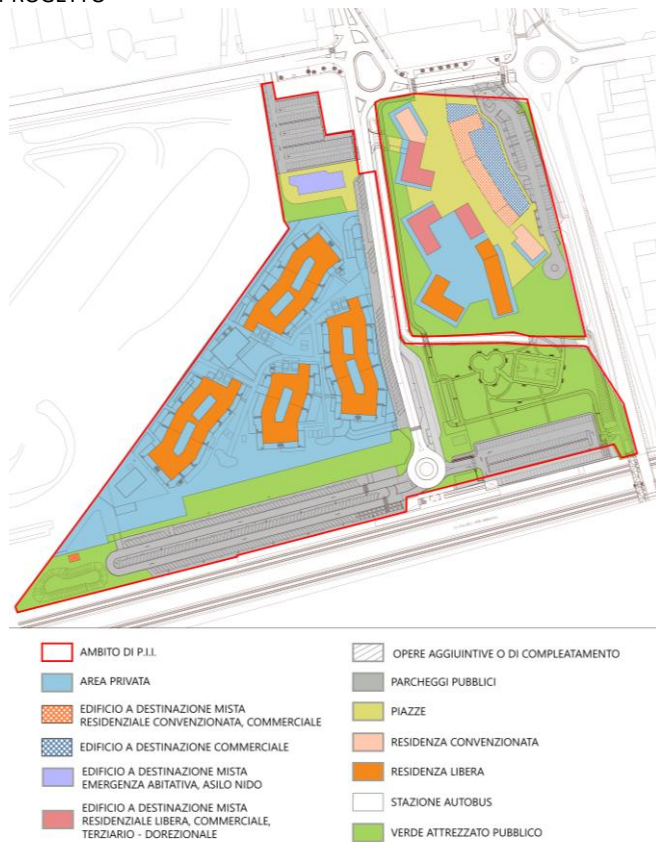 PROGETTO
AMBITO DI P.I.I.
AREA PRIVATA
EDIFICIO A DESTINAZIONE MISTA
RESIDENZIALE CONVENZIONATA, COMMERCIALE
EDIFICIO A DESTINAZIONE COMMERCIALE
EDIFICIO A DESTINAZIONE MISTA
EMERGENZA ABITATIVA, ASILO NIDO
EDIFICIO A DESTINAZIONE MISTA
RESIDENZIALE LIBERA, COMMERCIALE,
TERZIARIO - DOREZIONALE
OPERE AGGIUINTIVE O DI COMPLEATAMENTO
PARCHEGGI PUBBLICI
PIAZZE
RESIDENZA CONVENZIONATA
RESIDENZA LIBERA
STAZIONE AUTOBUS
VERDE ATTREZZATO PUBBLICO